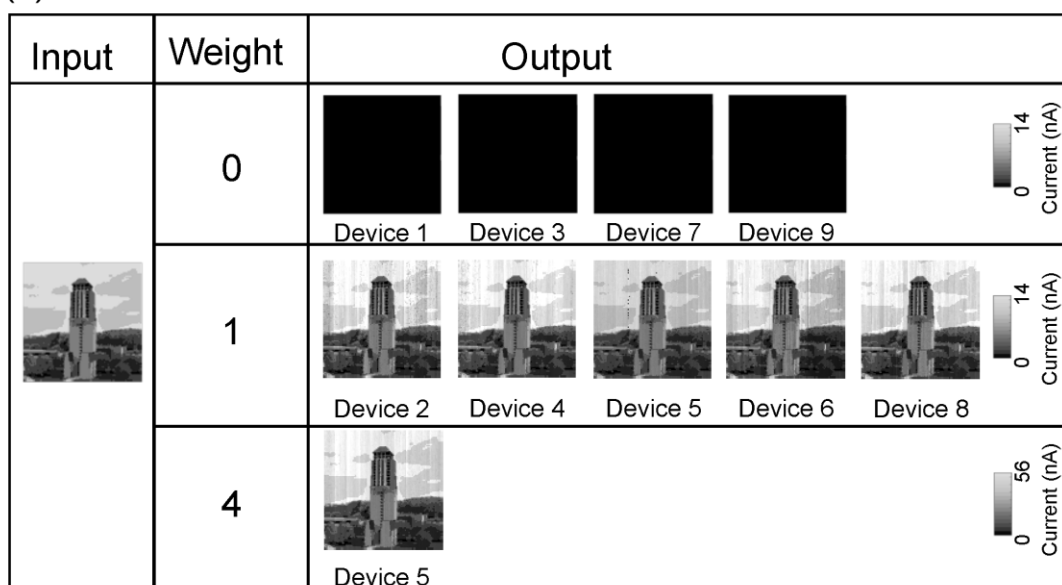 Input Weight Output
0
Device 1 Device 3 Device 7 Device 9
0 14
Current (nA)
1
Device 2 Device 4 Device 5 Device 6 Device 8
0 14
Current (nA)
4
Device 5
0 56
Current (nA)